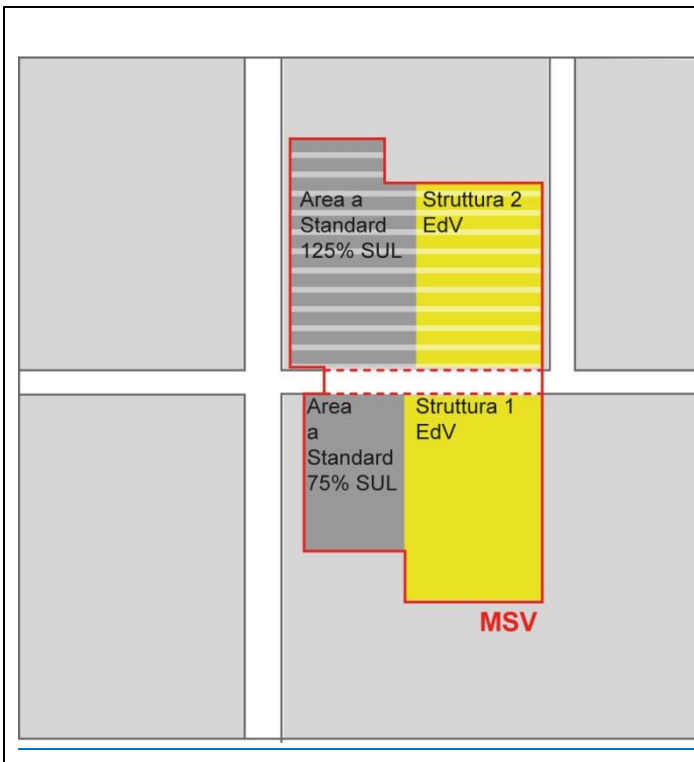 Area a
Standard
125% SUL
Struttura 2
EdV
Area
a
Standard
75% SUL
Struttura 1
EdV
MSV